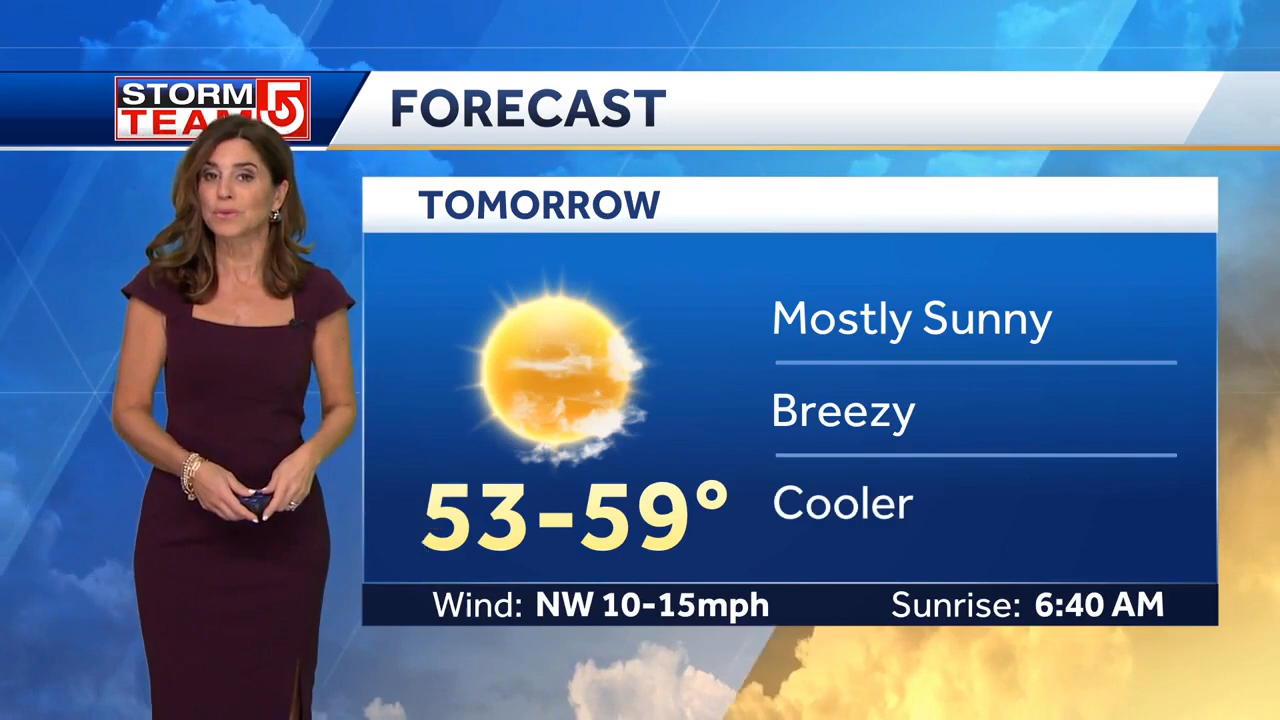 STORM
TEAM 5
FORECAST
TOMORROW
Mostly Sunny
Breezy
Cooler
53-59°
Wind: NW 10-15mph
Sunrise: 6:40 AM